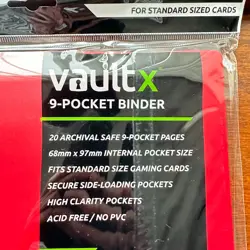 FOR STANDARD SIZED CARDS
vault x
9-POCKET BINDER
20 ARCHIVAL SAFE 9-POCKET PAGES
68mm x 97mm INTERNAL POCKET SIZE
FITS STANDARD SIZE GAMING CARDS
SECURE SIDE-LOADING POCKETS
HIGH CLARITY POCKETS
ACID FREE / NO PVC